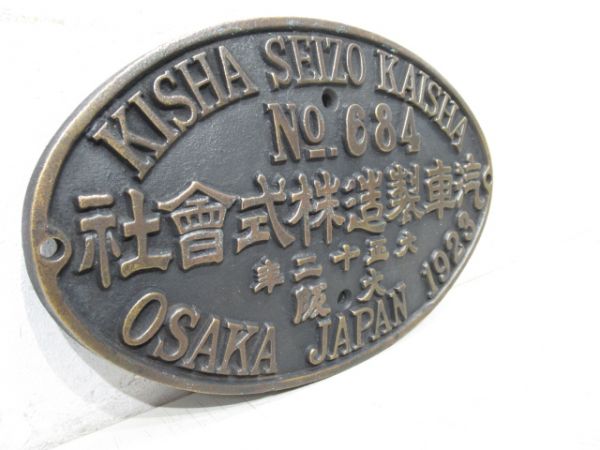 KISHA SEIZO KAISHA
No. 684
社會式株造製車汽
年二十正大
阪大
OSAKA JAPAN 1923